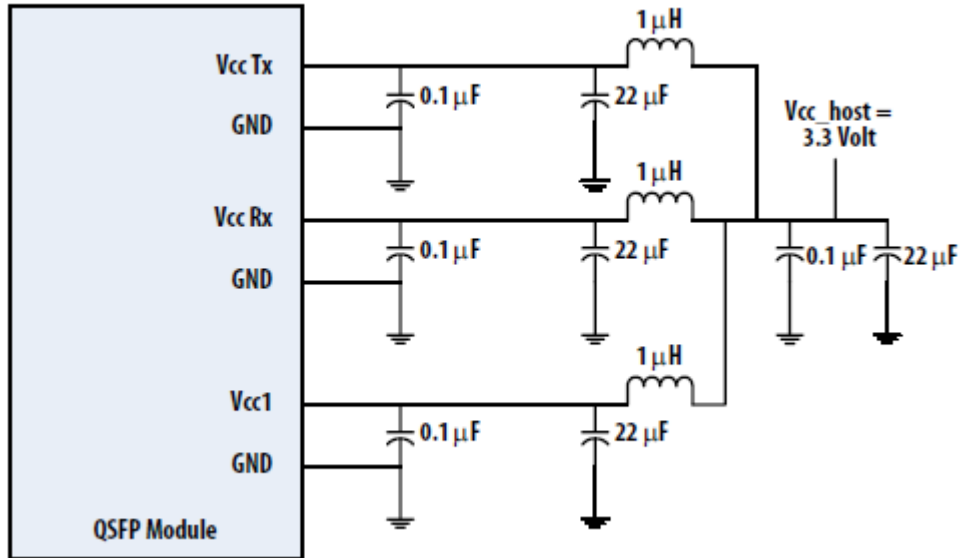 1 μH
Vcc Tx
0.1 μF
22 μF
GND
Vcc_host =
3.3 Volt
1 μH
Vcc Rx
0.1 μF
22 μF
0.1 μF
22 μF
GND
1 μH
Vcc1
0.1 μF
22 μF
GND
QSFP Module